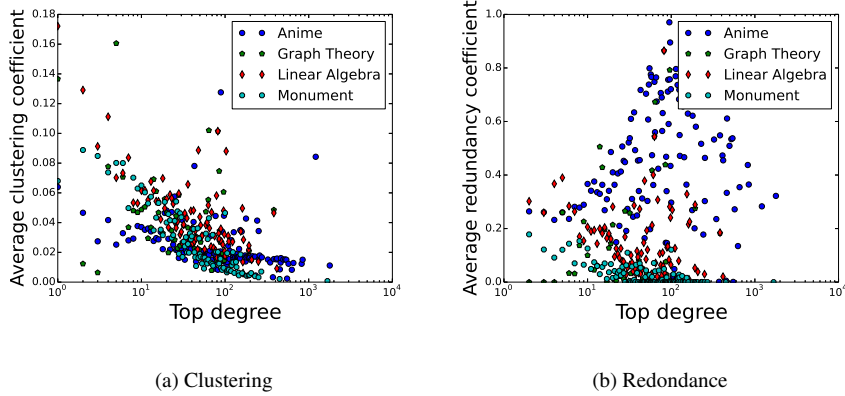 0.18
0.16
0.14
0.12
0.10
0.08
0.06
0.04
0.02
0.00
10^0 10^1 10^2 10^3 10^4
Top degree
Average clustering coefficient
Anime
Graph Theory
Linear Algebra
Monument
(a) Clustering
1.0
0.8
0.6
0.4
0.2
0.0
10^0 10^1 10^2 10^3 10^4
Top degree
Average redundancy coefficient
Anime
Graph Theory
Linear Algebra
Monument
(b) Redondance